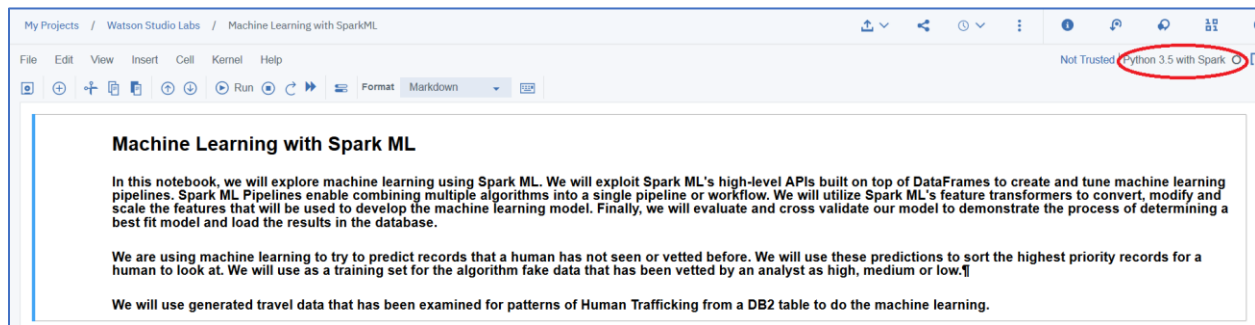 My Projects / Watson Studio Labs / Machine Learning with SparkML
File Edit View Insert Cell Kernel Help
Not Trusted Python 3.5 with Spark
Run Format Markdown
Machine Learning with Spark ML
In this notebook, we will explore machine learning using Spark ML. We will exploit Spark ML's high-level APIs built on top of DataFrames to create and tune machine learning
pipelines. Spark ML Pipelines enable combining multiple algorithms into a single pipeline or workflow. We will utilize Spark ML's feature transformers to convert, modify and
scale the features that will be used to develop the machine learning model. Finally, we will evaluate and cross validate our model to demonstrate the process of determining a
best fit model and load the results in the database.
We are using machine learning to try to predict records that a human has not seen or vetted before. We will use these predictions to sort the highest priority records for a
human to look at. We will use as a training set for the algorithm fake data that has been vetted by an analyst as high, medium or low.¶
We will use generated travel data that has been examined for patterns of Human Trafficking from a DB2 table to do the machine learning.